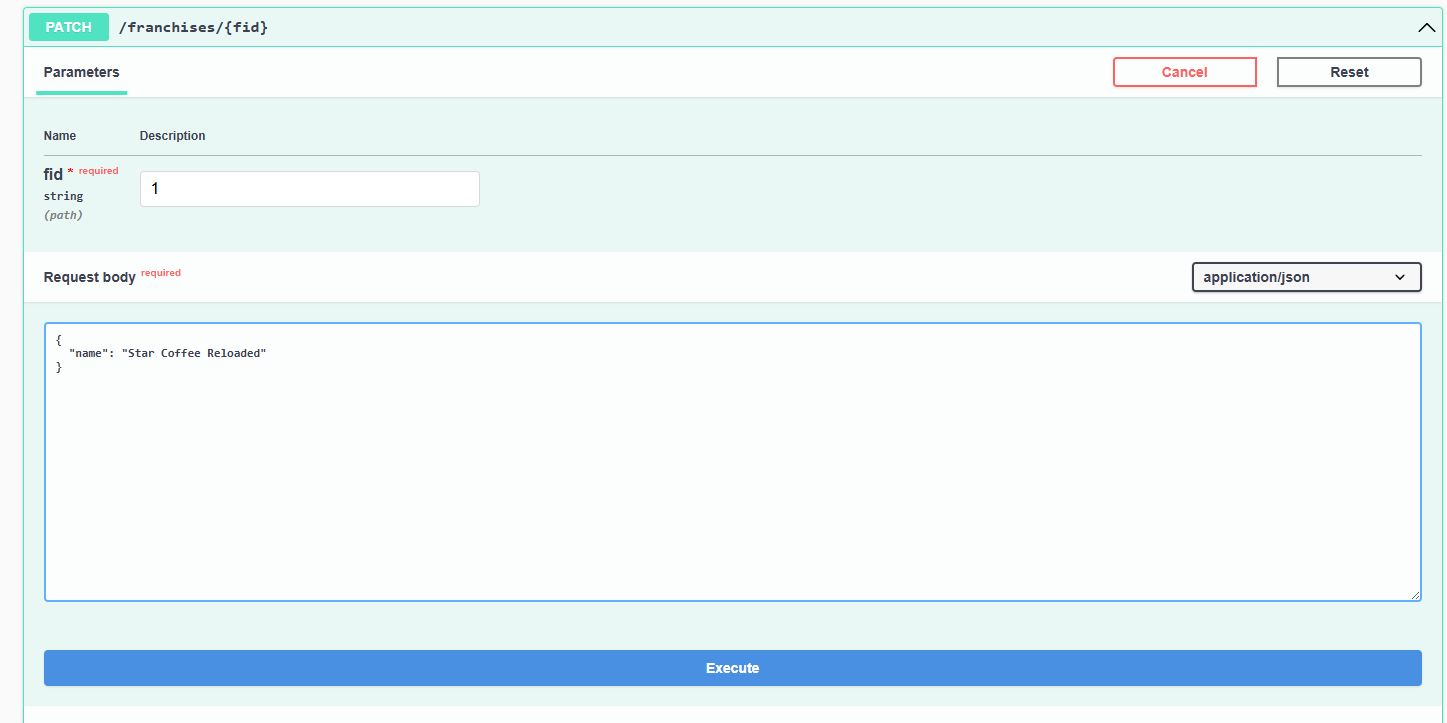 PATCH /franchises/{fid}
Parameters Cancel Reset
Name Description
fid * required 1
string
(path)
Request body required application/json
{
  "name": "Star Coffee Reloaded"
}
Execute